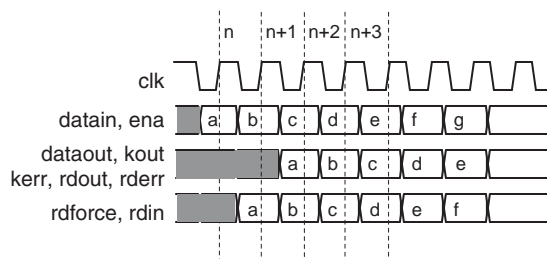 n n+1 n+2 n+3
clk
datain, ena a b c d e f g
dataout, kout
kerr, rdout, rderr a b c d e
rdforce, rdin a b c d e f